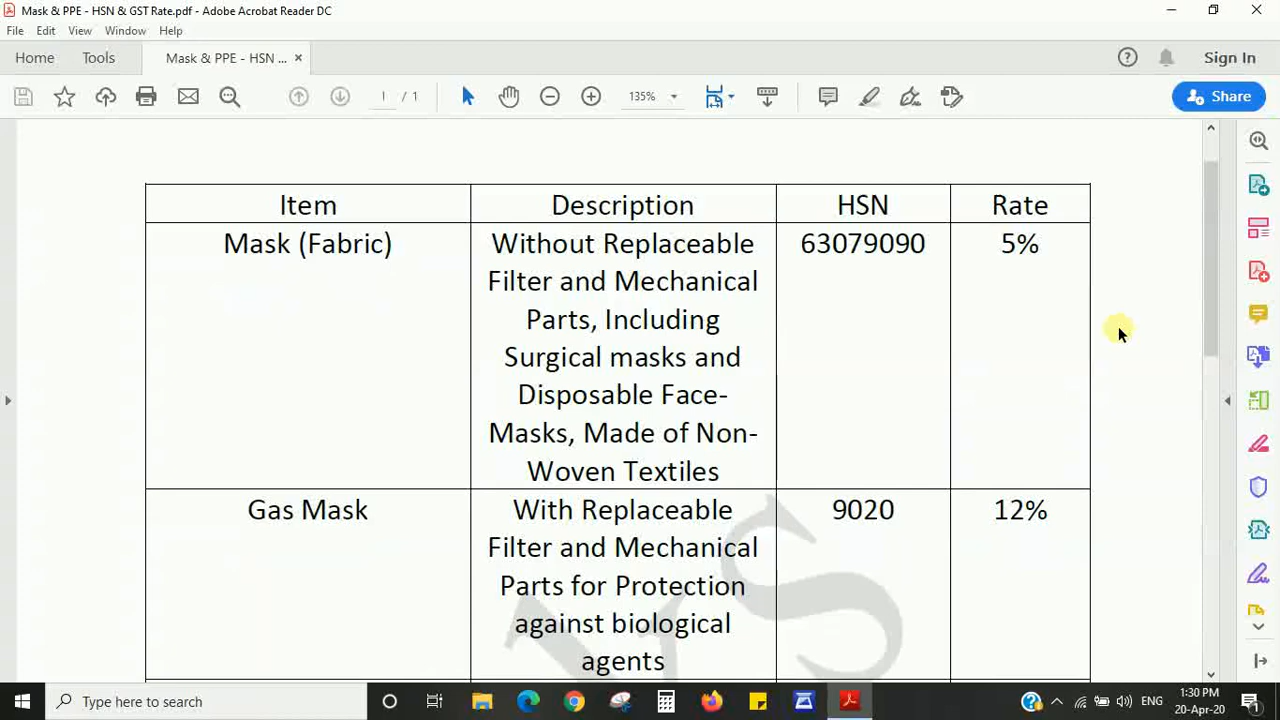 Mask & PPE - HSN & GST Rate.pdf - Adobe Acrobat Reader DC
File Edit View Window Help
Home Tools Mask & PPE - HSN ... × Sign In
/ 1 135% Share
Item Description HSN Rate
Mask (Fabric) Without Replaceable 63079090 5%
Filter and Mechanical
Parts, Including
Surgical masks and
Disposable Face-
Masks, Made of Non-
Woven Textiles
Gas Mask With Replaceable 9020 12%
Filter and Mechanical
Parts for Protection
against biological
agents
Type here to search ENG 1:30 PM
20-Apr-20 1